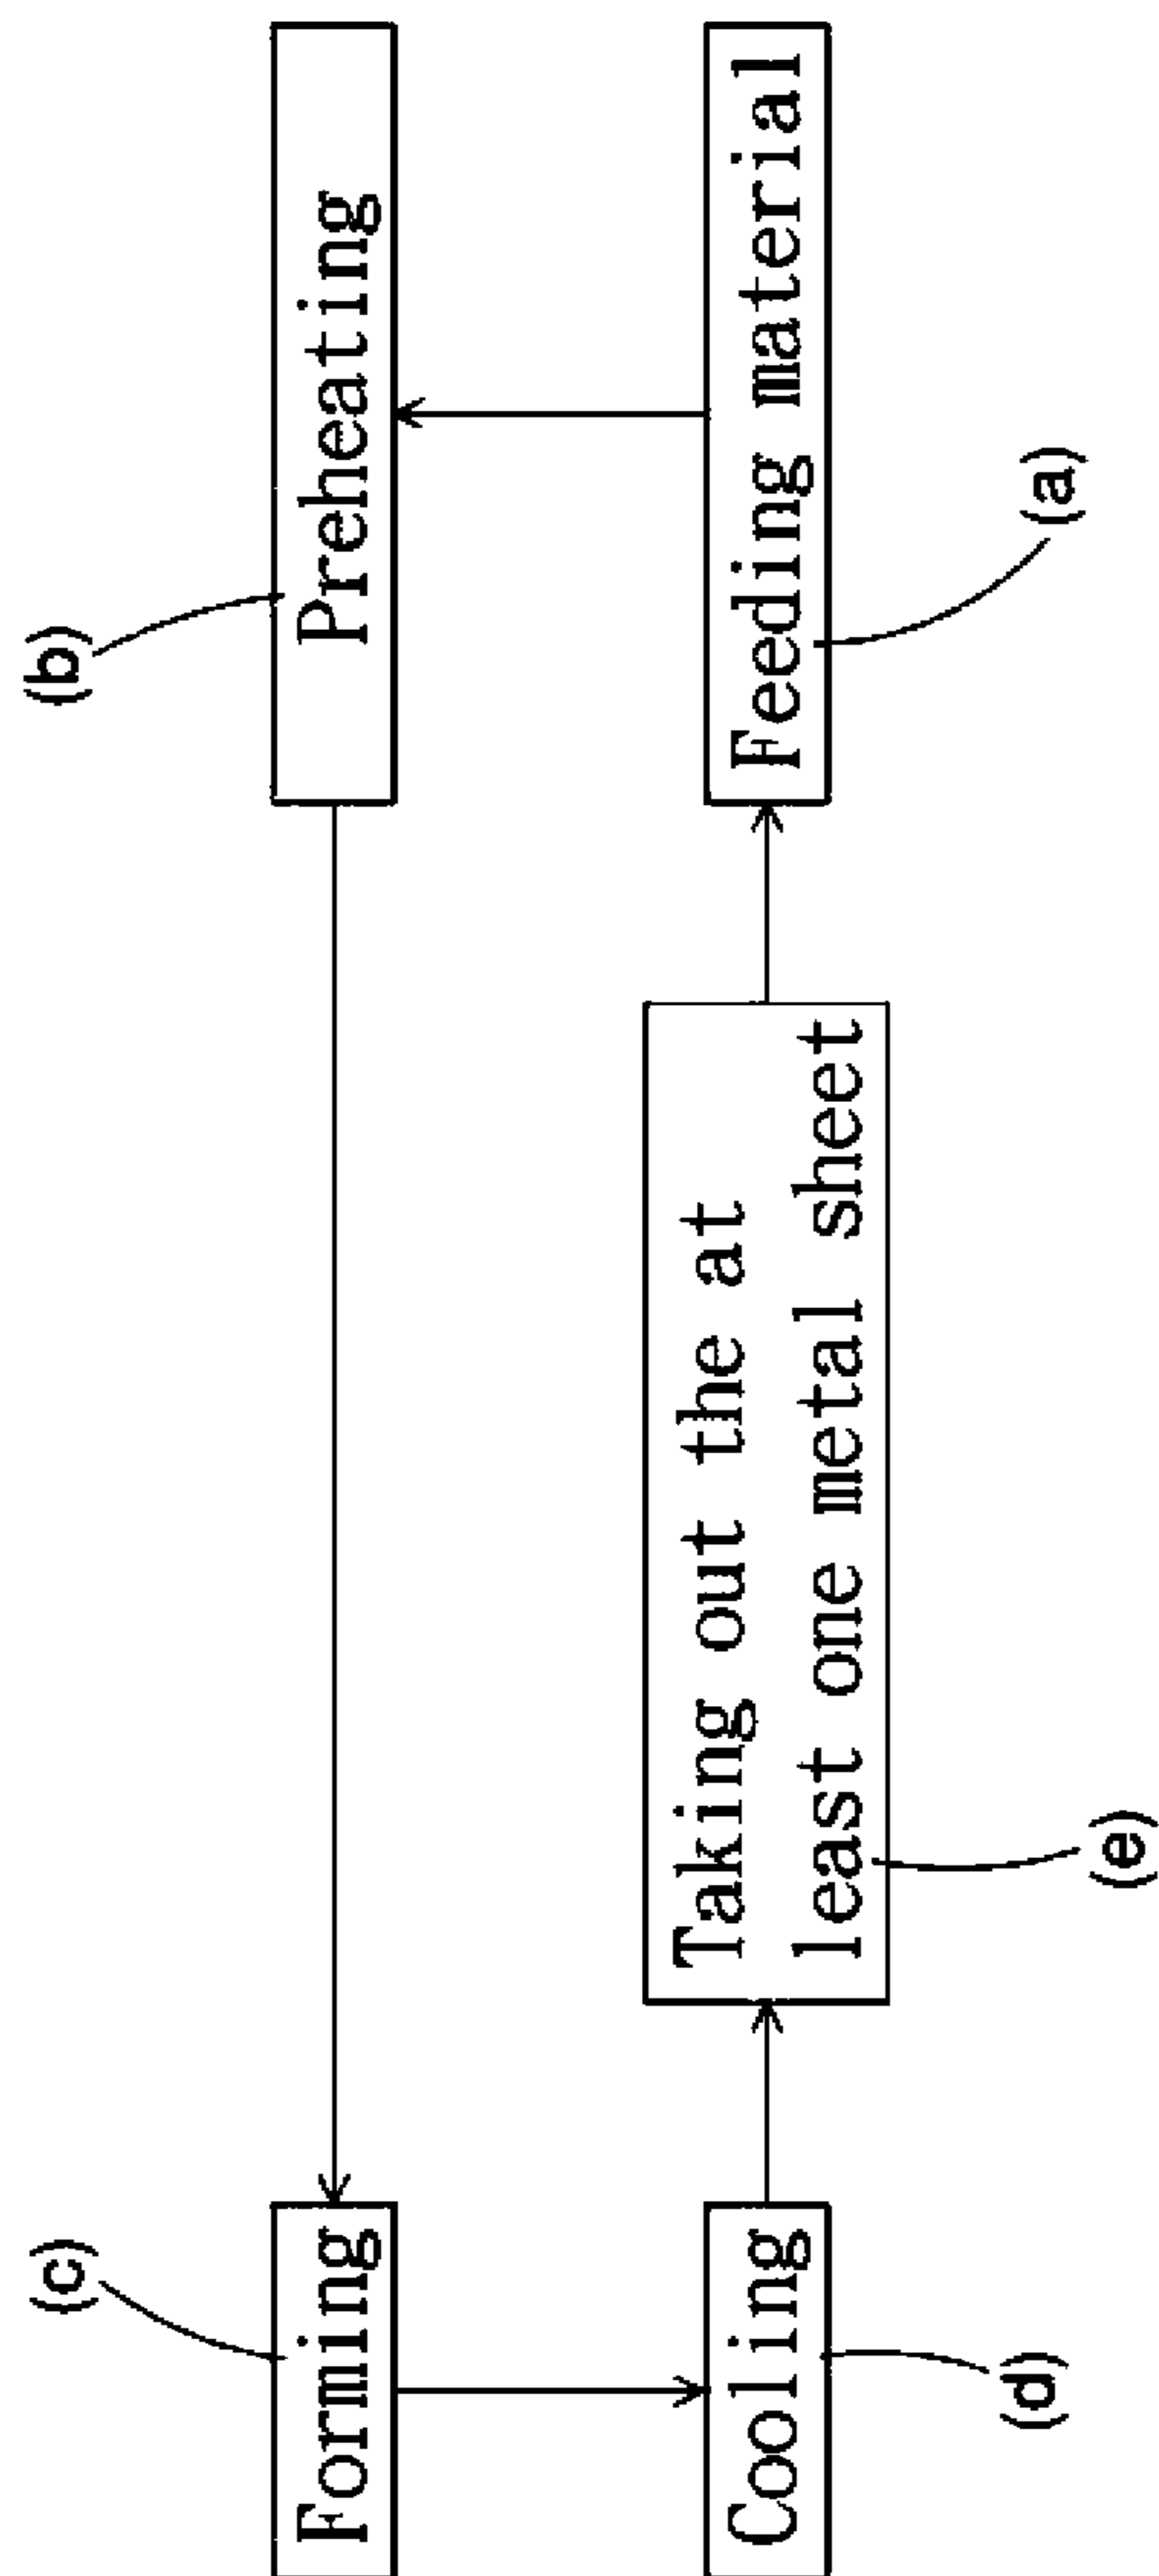 (c)
Forming
(b)
Preheating
Cooling
(d)
Taking out the at
least one metal sheet
(e)
Feeding material
(a)